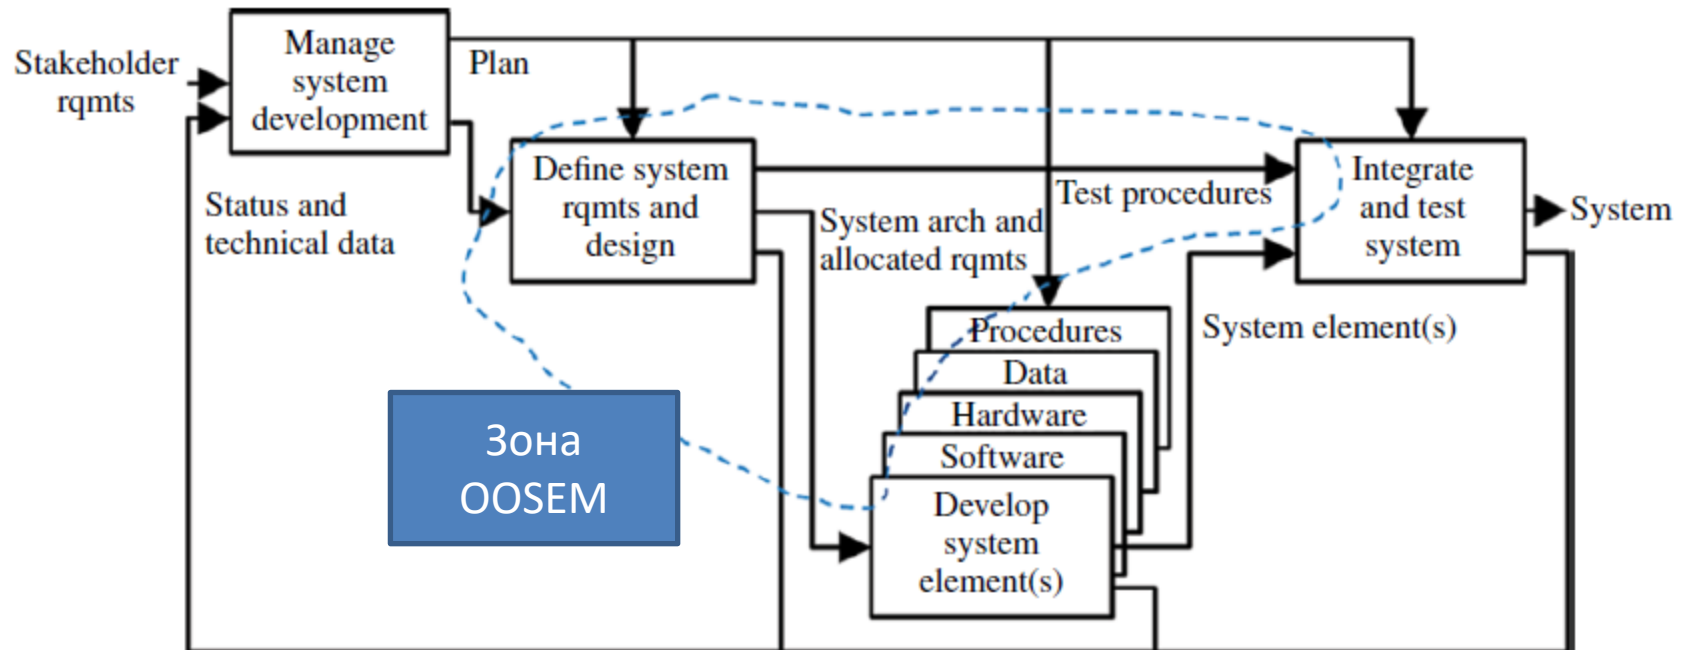 Stakeholder
rqmts
Manage
system
development
Plan
Status and
technical data
Define system
rqmts and
design
Test procedures
System arch and
allocated rqmts
Integrate
and test
system
System
System element(s)
Procedures
Data
Hardware
Software
Develop
system
element(s)
Зона
OOSEM